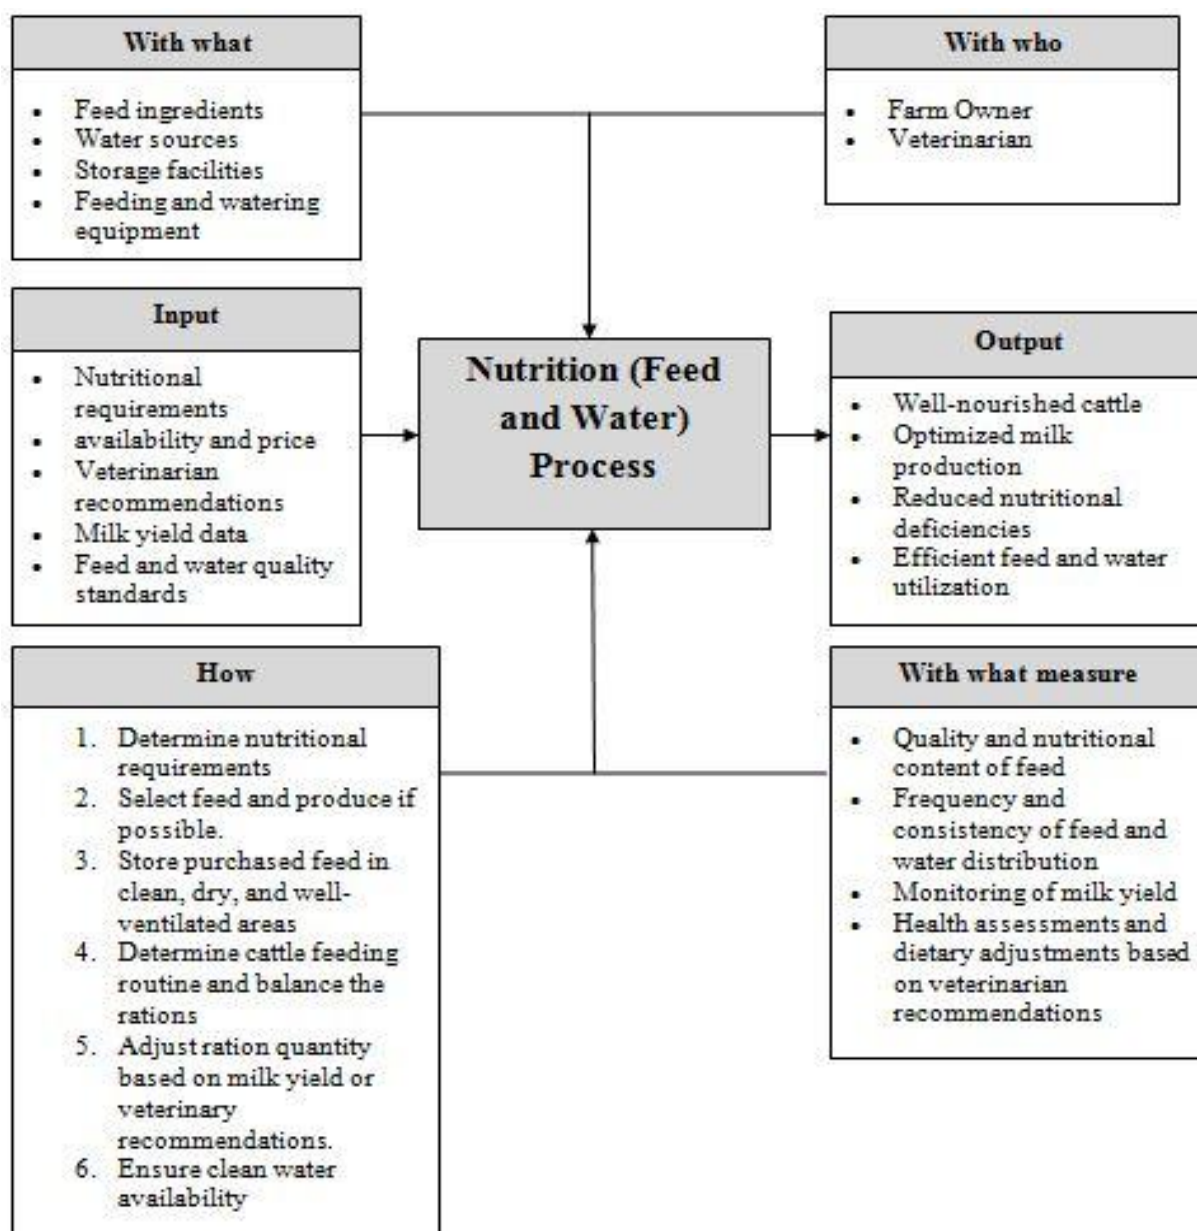 With what
• Feed ingredients
• Water sources
• Storage facilities
• Feeding and watering
equipment
With who
• Farm Owner
• Veterinarian
Input
• Nutritional
requirements
• availability and price
• Veterinarian
recommendations
• Milk yield data
• Feed and water quality
standards
Nutrition (Feed
and Water)
Process
Output
• Well-nourished cattle
• Optimized milk
production
• Reduced nutritional
deficiencies
• Efficient feed and water
utilization
How
1. Determine nutritional
requirements
2. Select feed and produce if
possible.
3. Store purchased feed in
clean, dry, and well-
ventilated areas
4. Determine cattle feeding
routine and balance the
rations
5. Adjust ration quantity
based on milk yield or
veterinary
recommendations.
6. Ensure clean water
availability
With what measure
• Quality and nutritional
content of feed
• Frequency and
consistency of feed and
water distribution
• Monitoring of milk yield
• Health assessments and
dietary adjustments based
on veterinarian
recommendations